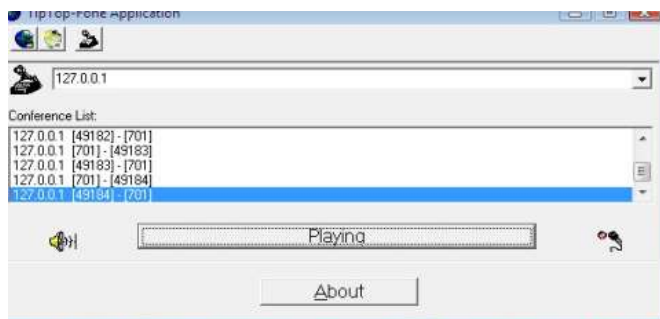 TipTop-Fone Application
127.0.0.1
Conference List:
127.0.0.1 [49182] - [701]
127.0.0.1 [701] - [49183]
127.0.0.1 [49183] - [701]
127.0.0.1 [701] - [49184]
127.0.0.1 [49184] - [701]
Playing
About